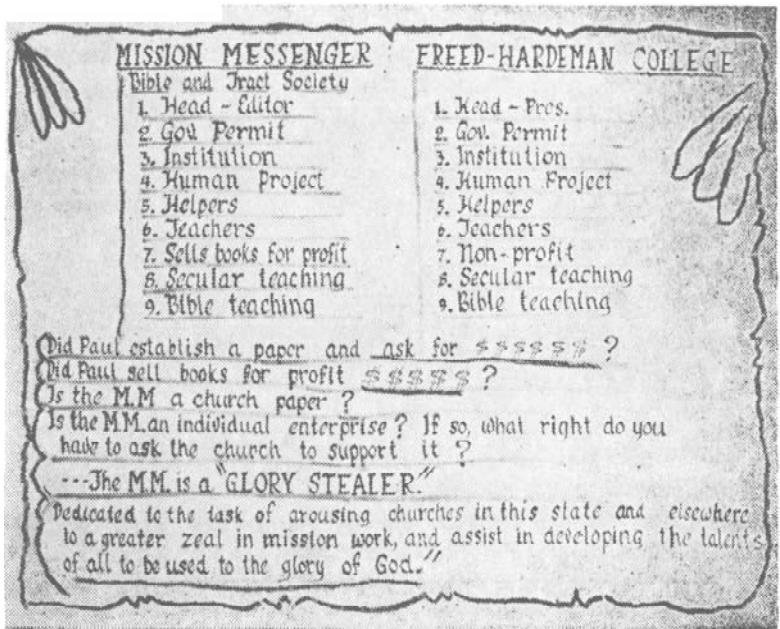 MISSION MESSENGER
Bible and Tract Society
1. Head - Editor
2. Gov. Permit
3. Institution
4. Human Project
5. Helpers
6. Teachers
7. Sells books for profit
8. Secular teaching
9. Bible teaching
FREED-HARDEMAN COLLEGE
1. Head - Pres.
2. Gov. Permit
3. Institution
4. Human Project
5. Helpers
6. Teachers
7. Non-profit
8. Secular teaching
9. Bible teaching
Did Paul establish a paper and ask for $$$$$$ ?
Did Paul sell books for profit $$$$$ ?
Is the M.M a church paper ?
Is the M.M. an individual enterprise ? If so, what right do you
have to ask the church to support it ?
---The M.M. is a "GLORY STEALER."
Dedicated to the task of arousing churches in this state and elsewhere
to a greater zeal in mission work, and assist in developing the talents
of all to be used to the glory of God."